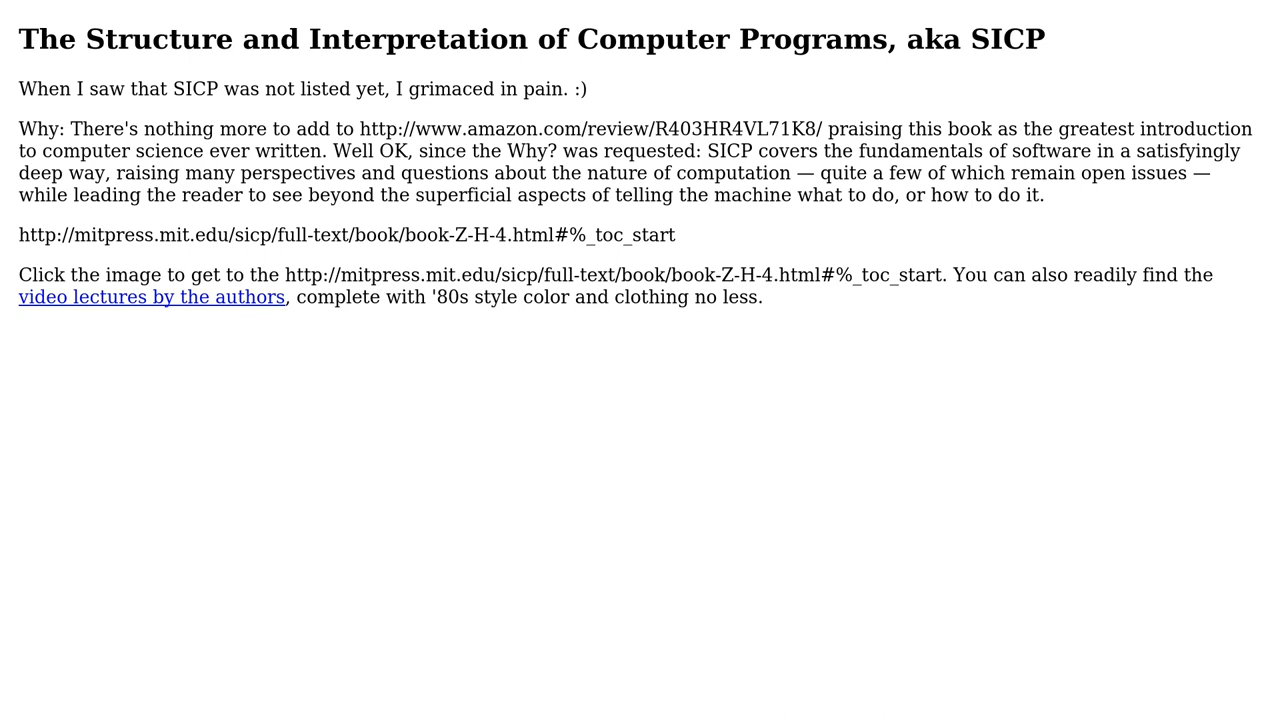 The Structure and Interpretation of Computer Programs, aka SICP
When I saw that SICP was not listed yet, I grimaced in pain. :)
Why: There's nothing more to add to http://www.amazon.com/review/R403HR4VL71K8/ praising this book as the greatest introduction
to computer science ever written. Well OK, since the Why? was requested: SICP covers the fundamentals of software in a satisfyingly
deep way, raising many perspectives and questions about the nature of computation — quite a few of which remain open issues —
while leading the reader to see beyond the superficial aspects of telling the machine what to do, or how to do it.
http://mitpress.mit.edu/sicp/full-text/book/book-Z-H-4.html#%_toc_start
Click the image to get to the http://mitpress.mit.edu/sicp/full-text/book/book-Z-H-4.html#%_toc_start. You can also readily find the
video lectures by the authors, complete with '80s style color and clothing no less.